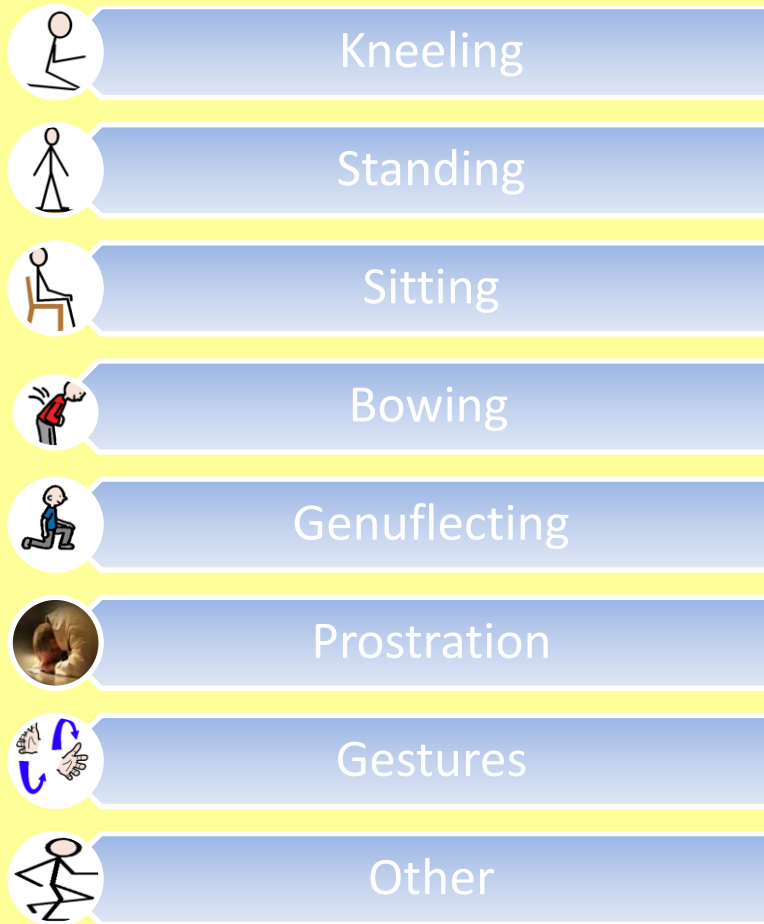 Kneeling
Standing
Sitting
Bowing
Genuflecting
Prostration
Gestures
Other